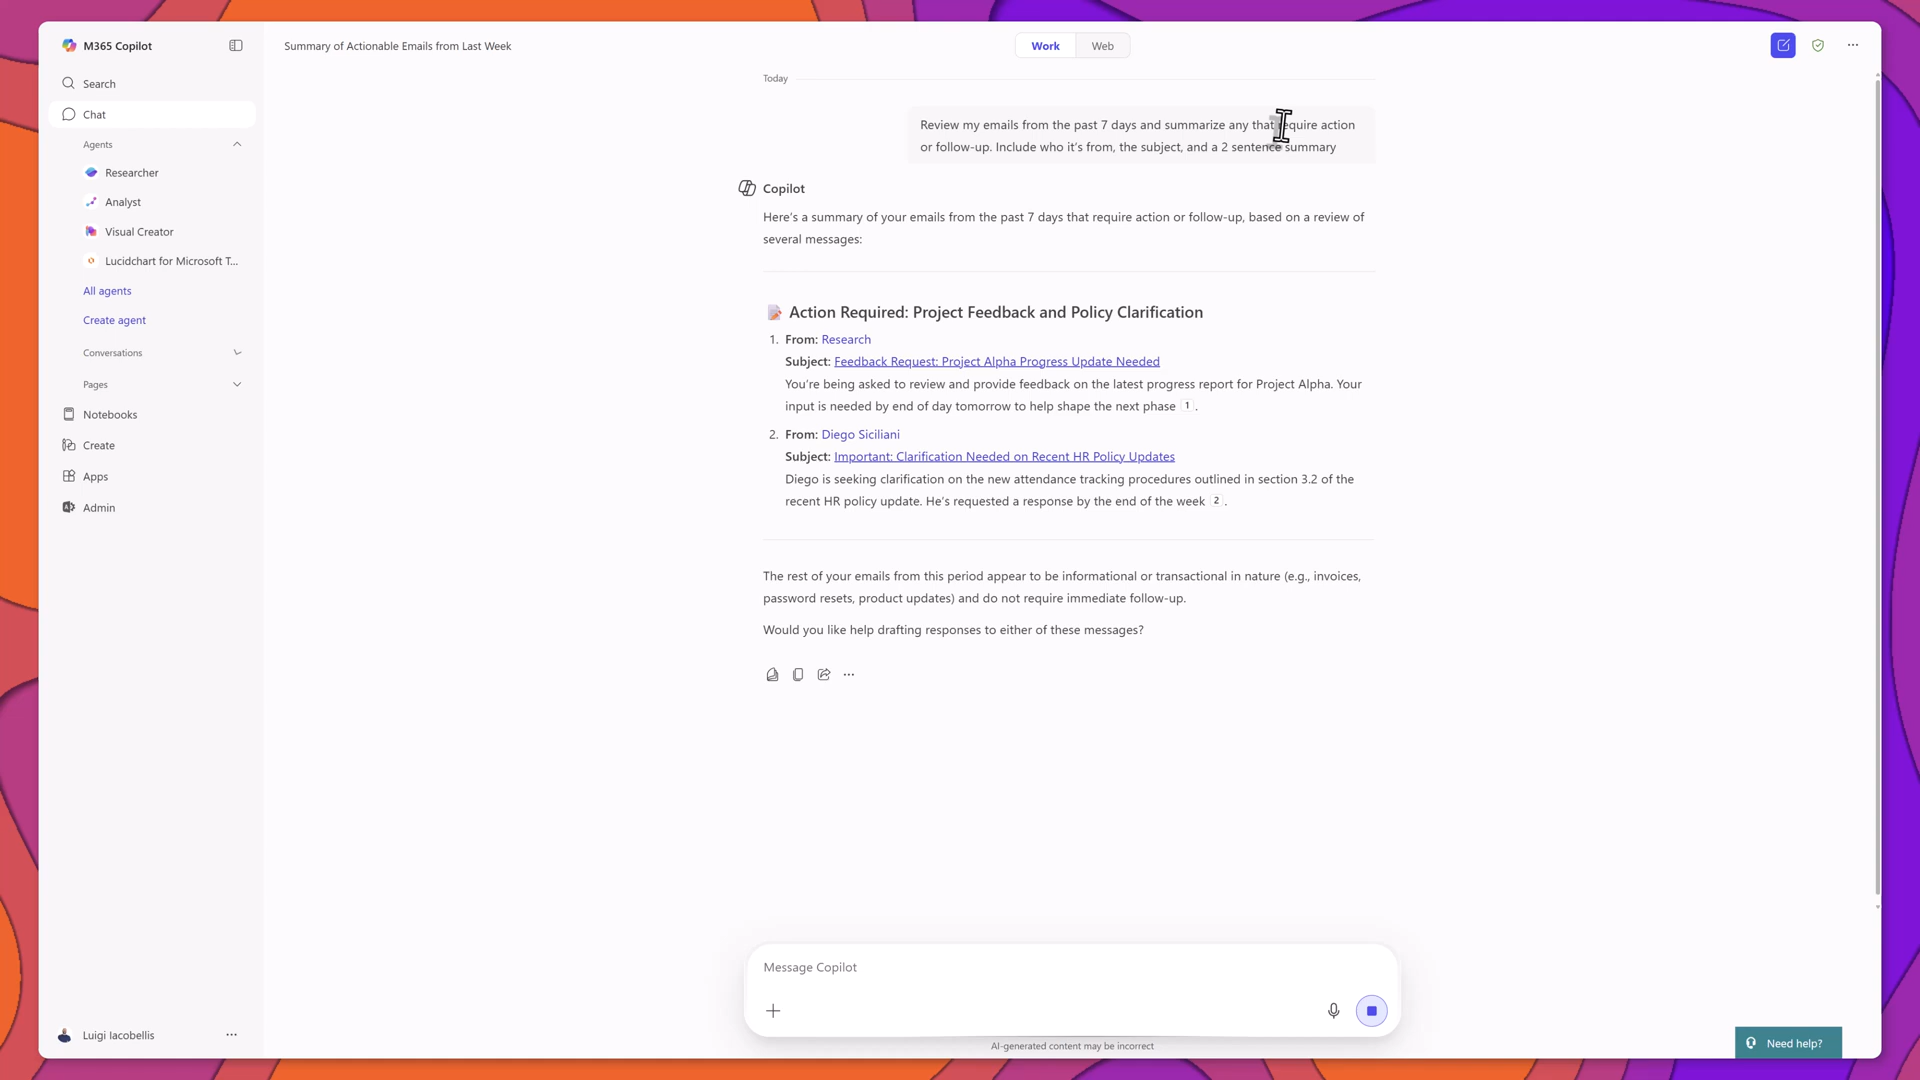 M365 Copilot
Search
Chat
Agents
Researcher
Analyst
Visual Creator
Lucidchart for Microsoft T...
All agents
Create agent
Conversations
Pages
Notebooks
Create
Apps
Admin
Luigi Iacobellis
Summary of Actionable Emails from Last Week
Work
Web
Today
Review my emails from the past 7 days and summarize any that require action
or follow-up. Include who it's from, the subject, and a 2 sentence summary
Copilot
Here's a summary of your emails from the past 7 days that require action or follow-up, based on a review of
several messages:
Action Required: Project Feedback and Policy Clarification
1. From: Research
Subject: Feedback Request: Project Alpha Progress Update Needed
You're being asked to review and provide feedback on the latest progress report for Project Alpha. Your
input is needed by end of day tomorrow to help shape the next phase 1 .
2. From: Diego Siciliani
Subject: Important: Clarification Needed on Recent HR Policy Updates
Diego is seeking clarification on the new attendance tracking procedures outlined in section 3.2 of the
recent HR policy update. He's requested a response by the end of the week 2 .
The rest of your emails from this period appear to be informational or transactional in nature (e.g., invoices,
password resets, product updates) and do not require immediate follow-up.
Would you like help drafting responses to either of these messages?
Message Copilot
AI-generated content may be incorrect
Need help?